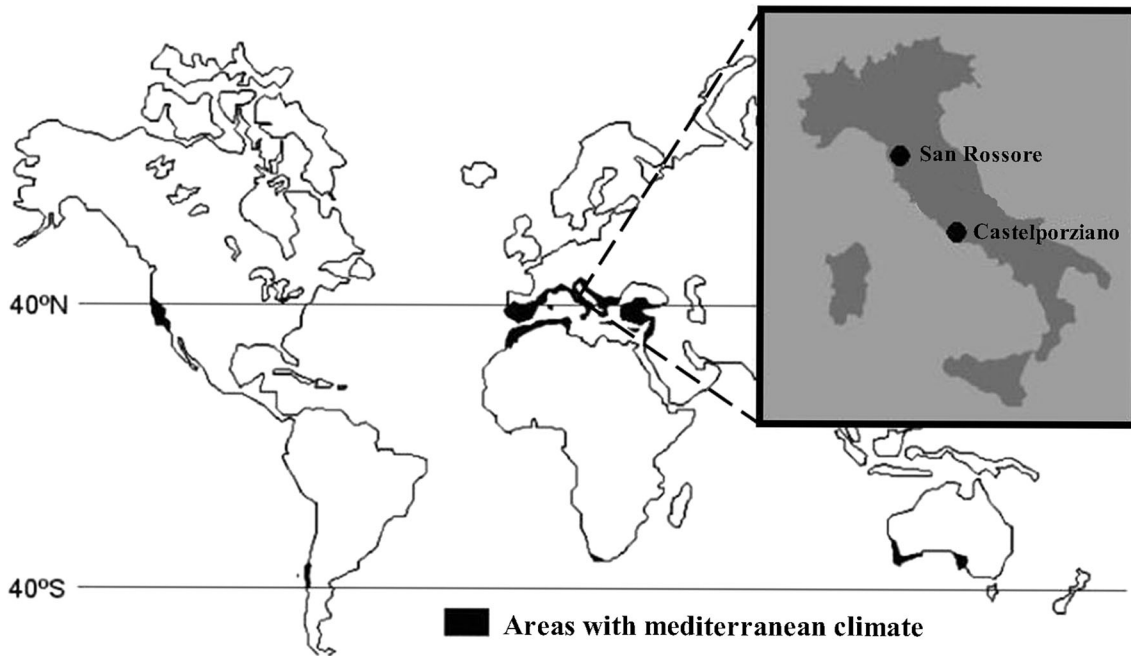 San Rossore
Castelporziano
40ºN
40ºS
Areas with mediterranean climate